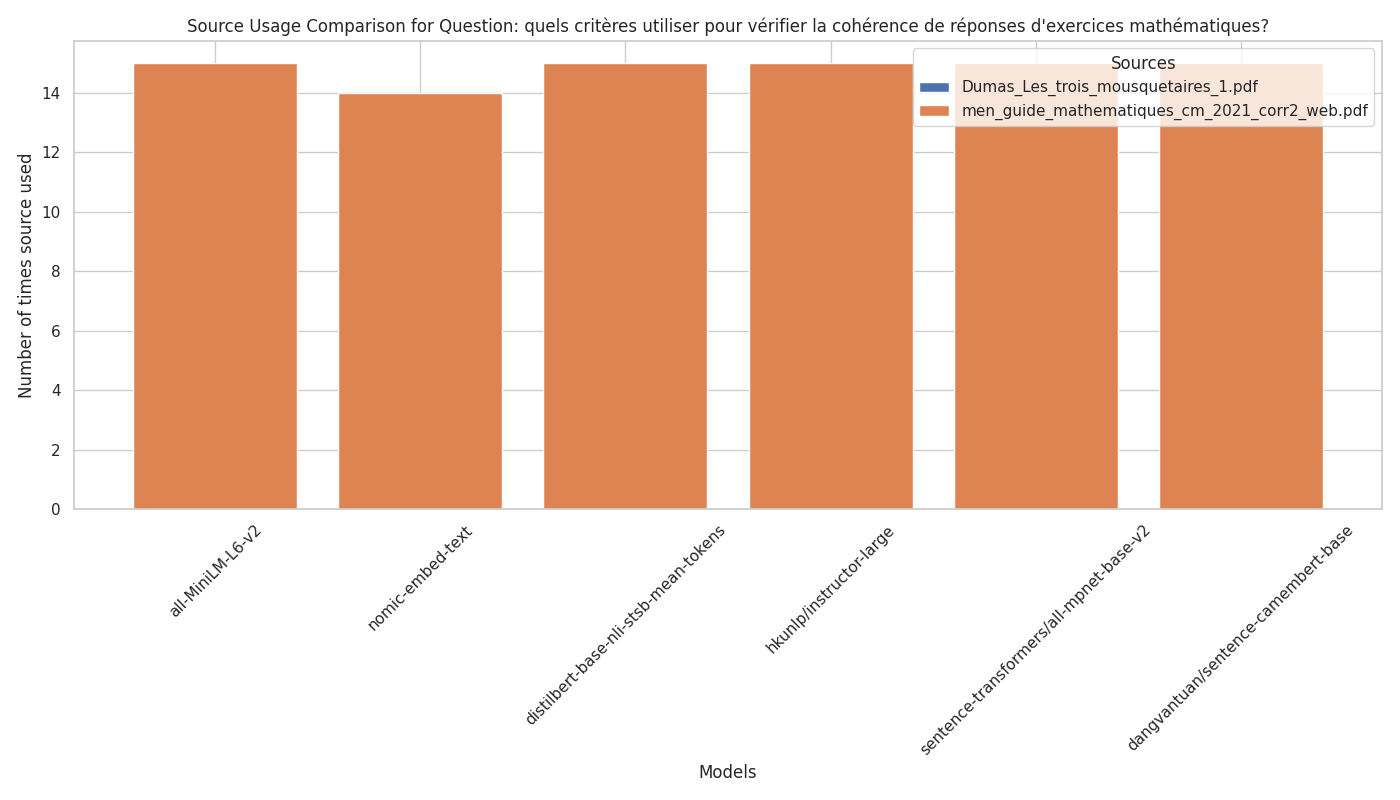 Source Usage Comparison for Question: quels critères utiliser pour vérifier la cohérence de réponses d'exercices mathématiques?
Sources
Dumas_Les_trois_mousquetaires_1.pdf
men_guide_mathematiques_cm_2021_corr2_web.pdf
Number of times source used
14
12
10
8
6
4
2
0
all-MiniLM-L6-v2
nomic-embed-text
distilbert-base-nli-stsb-mean-tokens
hkunlp/instructor-large
sentence-transformers/all-mpnet-base-v2
dangvantuan/sentence-camembert-base
Models